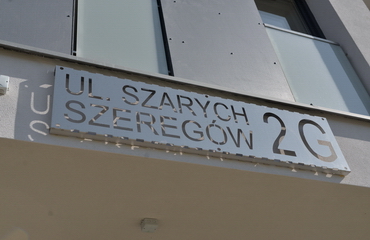 UL. SZARYCH
SZEREGÓW 2G